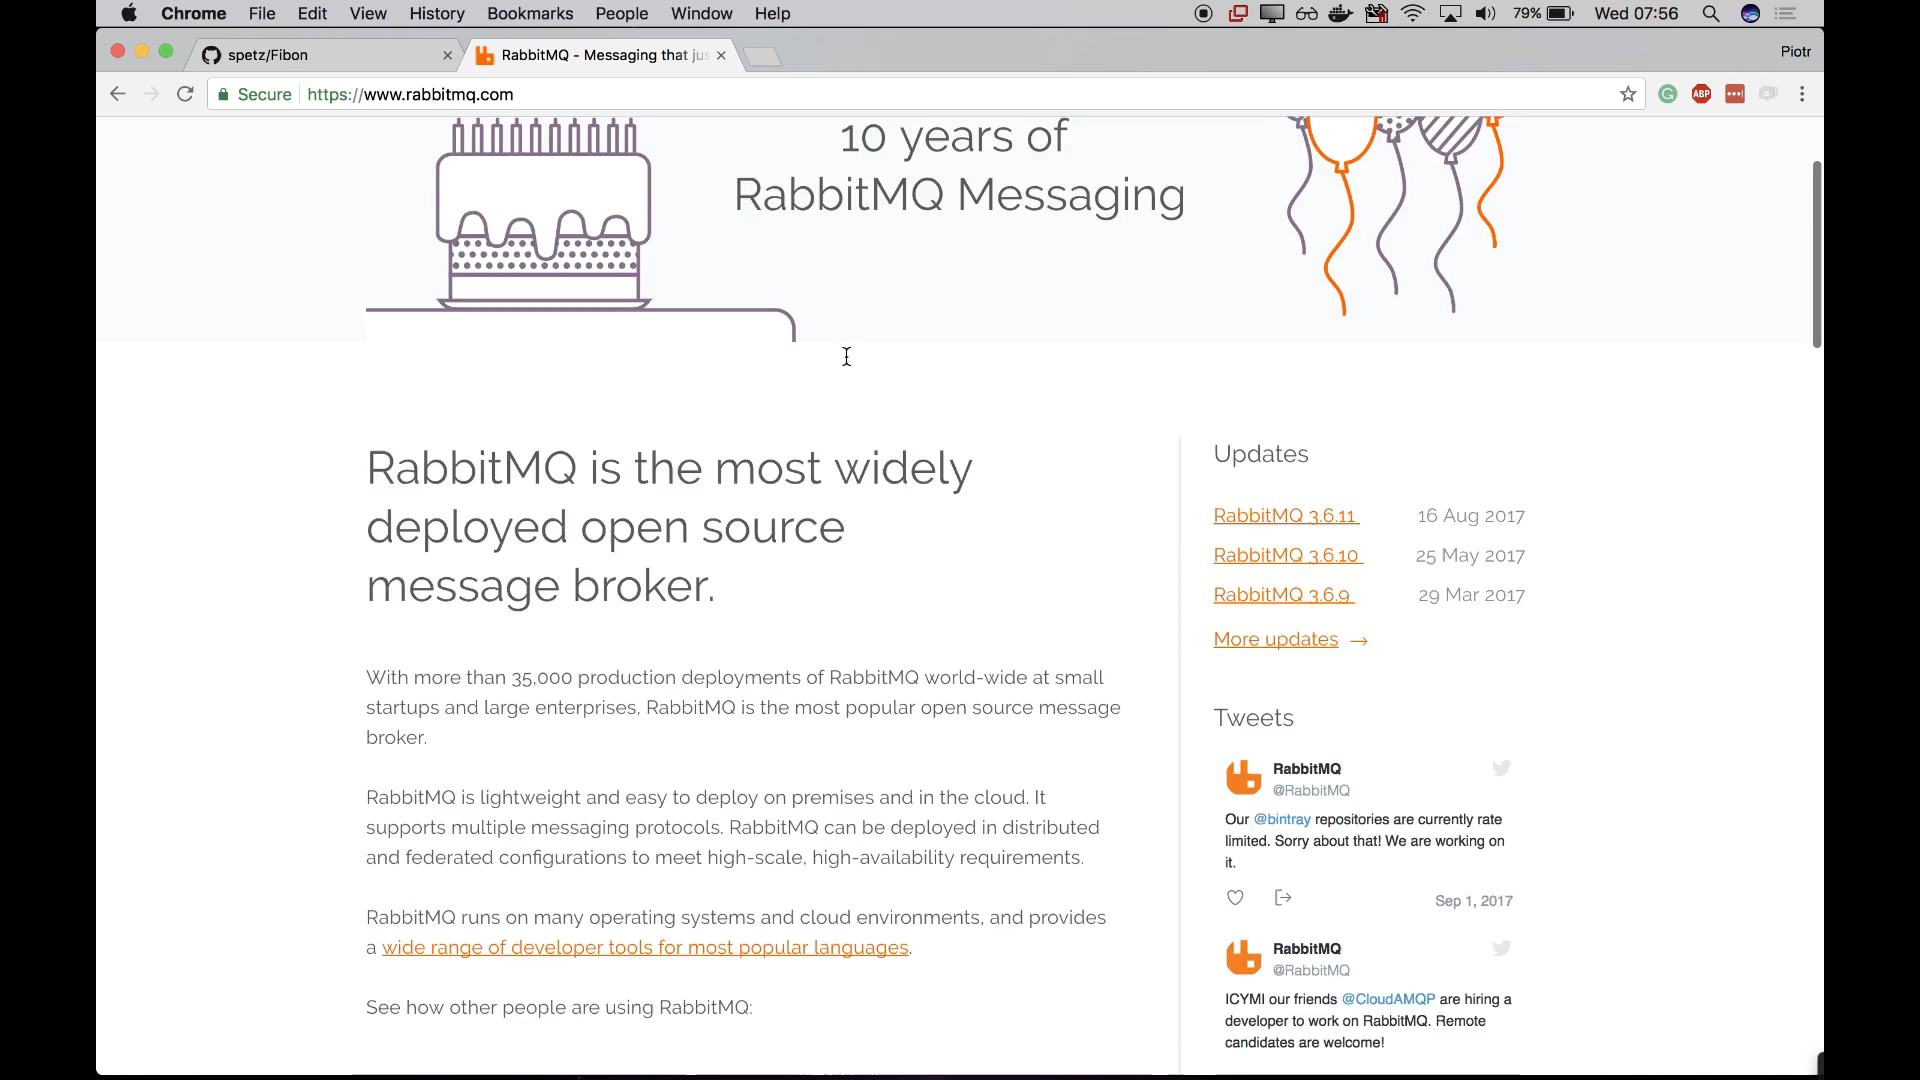 Chrome File Edit View History Bookmarks People Window Help 79% Wed 07:56
spetz/Fibon
RabbitMQ - Messaging that jus
Piotr
Secure https://www.rabbitmq.com
ABP
10 years of
RabbitMQ Messaging
RabbitMQ is the most widely
deployed open source
message broker.
With more than 35,000 production deployments of RabbitMQ world-wide at small
startups and large enterprises, RabbitMQ is the most popular open source message
broker.
RabbitMQ is lightweight and easy to deploy on premises and in the cloud. It
supports multiple messaging protocols. RabbitMQ can be deployed in distributed
and federated configurations to meet high-scale, high-availability requirements.
RabbitMQ runs on many operating systems and cloud environments, and provides
a wide range of developer tools for most popular languages.
See how other people are using RabbitMQ:
Updates
RabbitMQ 3.6.11 16 Aug 2017
RabbitMQ 3.6.10 25 May 2017
RabbitMQ 3.6.9 29 Mar 2017
More updates →
Tweets
RabbitMQ
@RabbitMQ
Our @bintray repositories are currently rate
limited. Sorry about that! We are working on
it.
Sep 1, 2017
RabbitMQ
@RabbitMQ
ICYMI our friends @CloudAMQP are hiring a
developer to work on RabbitMQ. Remote
candidates are welcome!